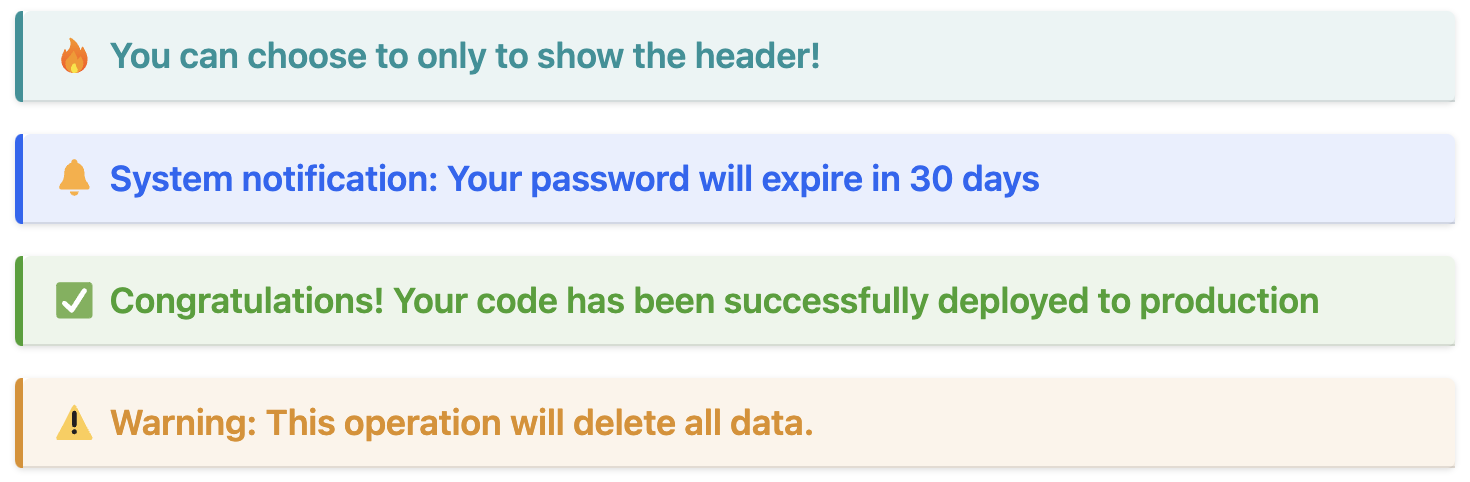 You can choose to only to show the header!
System notification: Your password will expire in 30 days
Congratulations! Your code has been successfully deployed to production
Warning: This operation will delete all data.